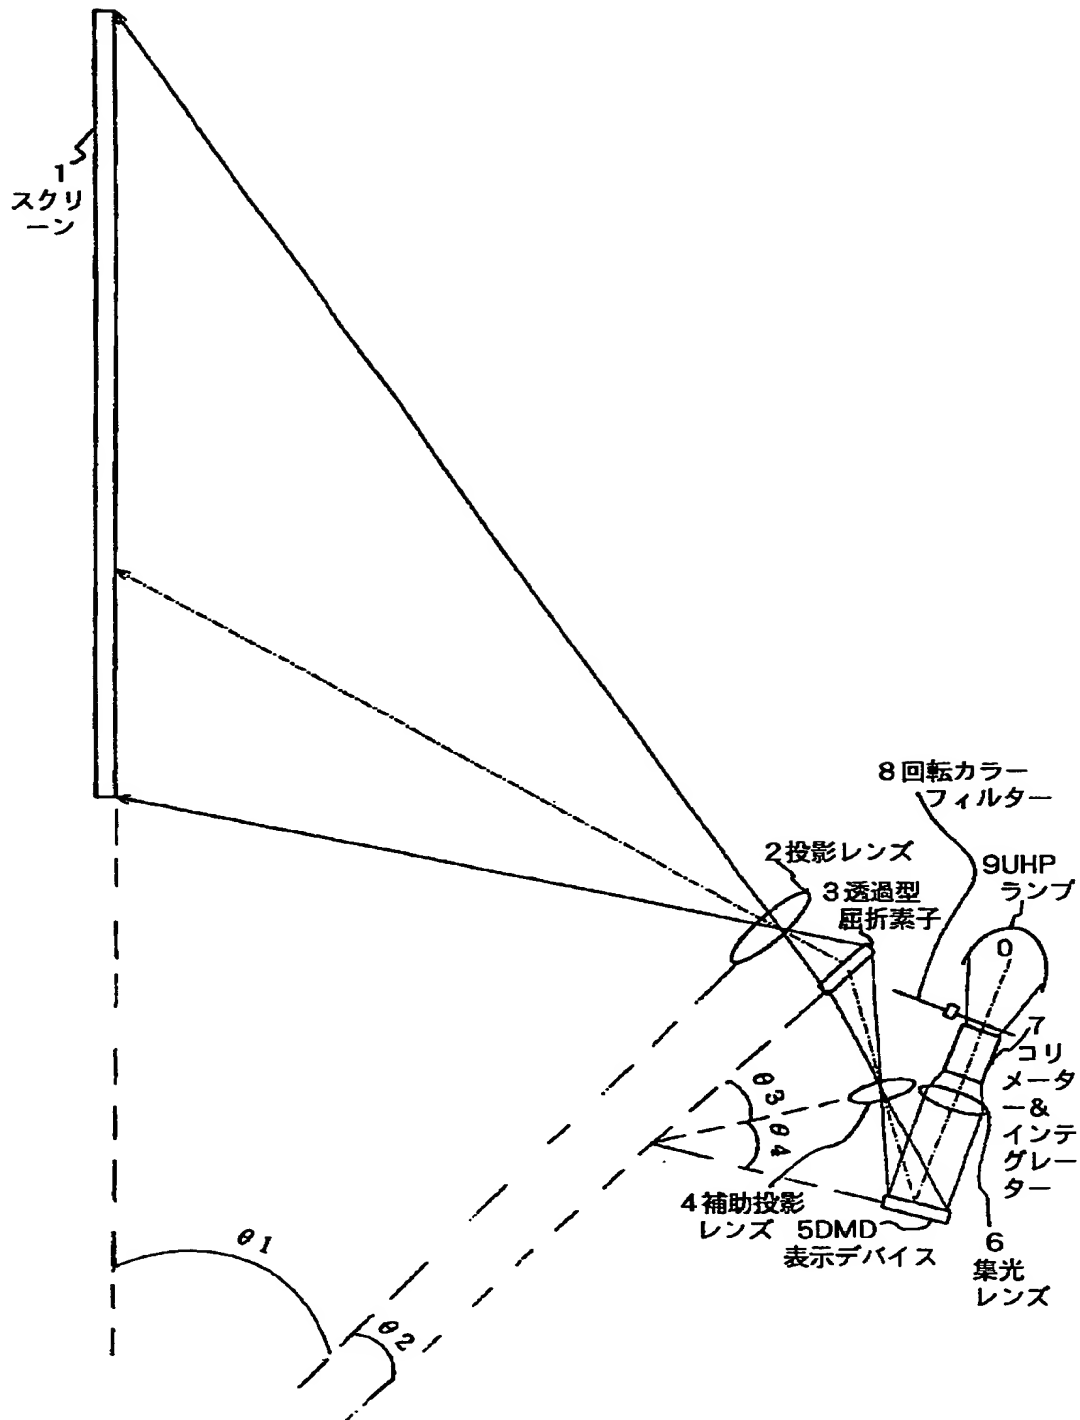 1
スクリ
ーン
8回転カラー
フィルター
9UHP
ランプ
2投影レンズ
3透過型
屈折素子
7
コリ
メータ
ー&
インテ
グレー
ター
θ3
θ4
4補助投影
レンズ
5DMD
表示デバイス
6
集光
レンズ
θ1
θ2